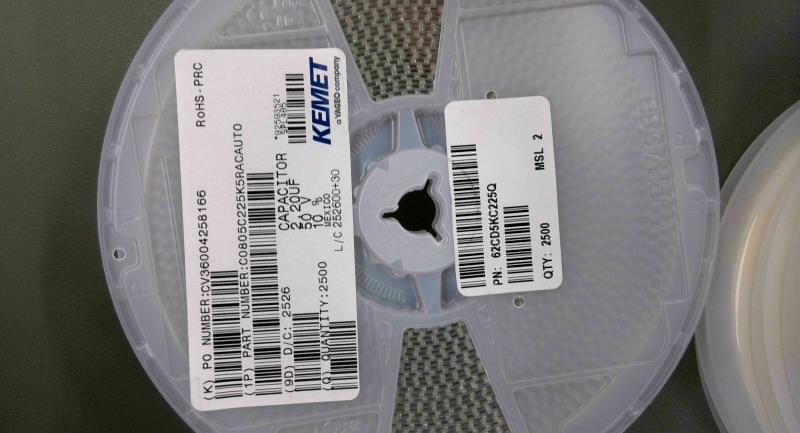 RoHS - PRC
(K) PO NUMBER:CV36004258166
(1P) PART NUMBER:C0805C225K5RACAUTO
(9D) D/C: 2526
(Q) QUANTITY:2500
CAPACITOR
2.20UF
50 V
10 %
MEXICO
L/C 252600+30
KEMET
a YAGEO company
PN: 62CD5KC225Q
QTY: 2500
MSL 2